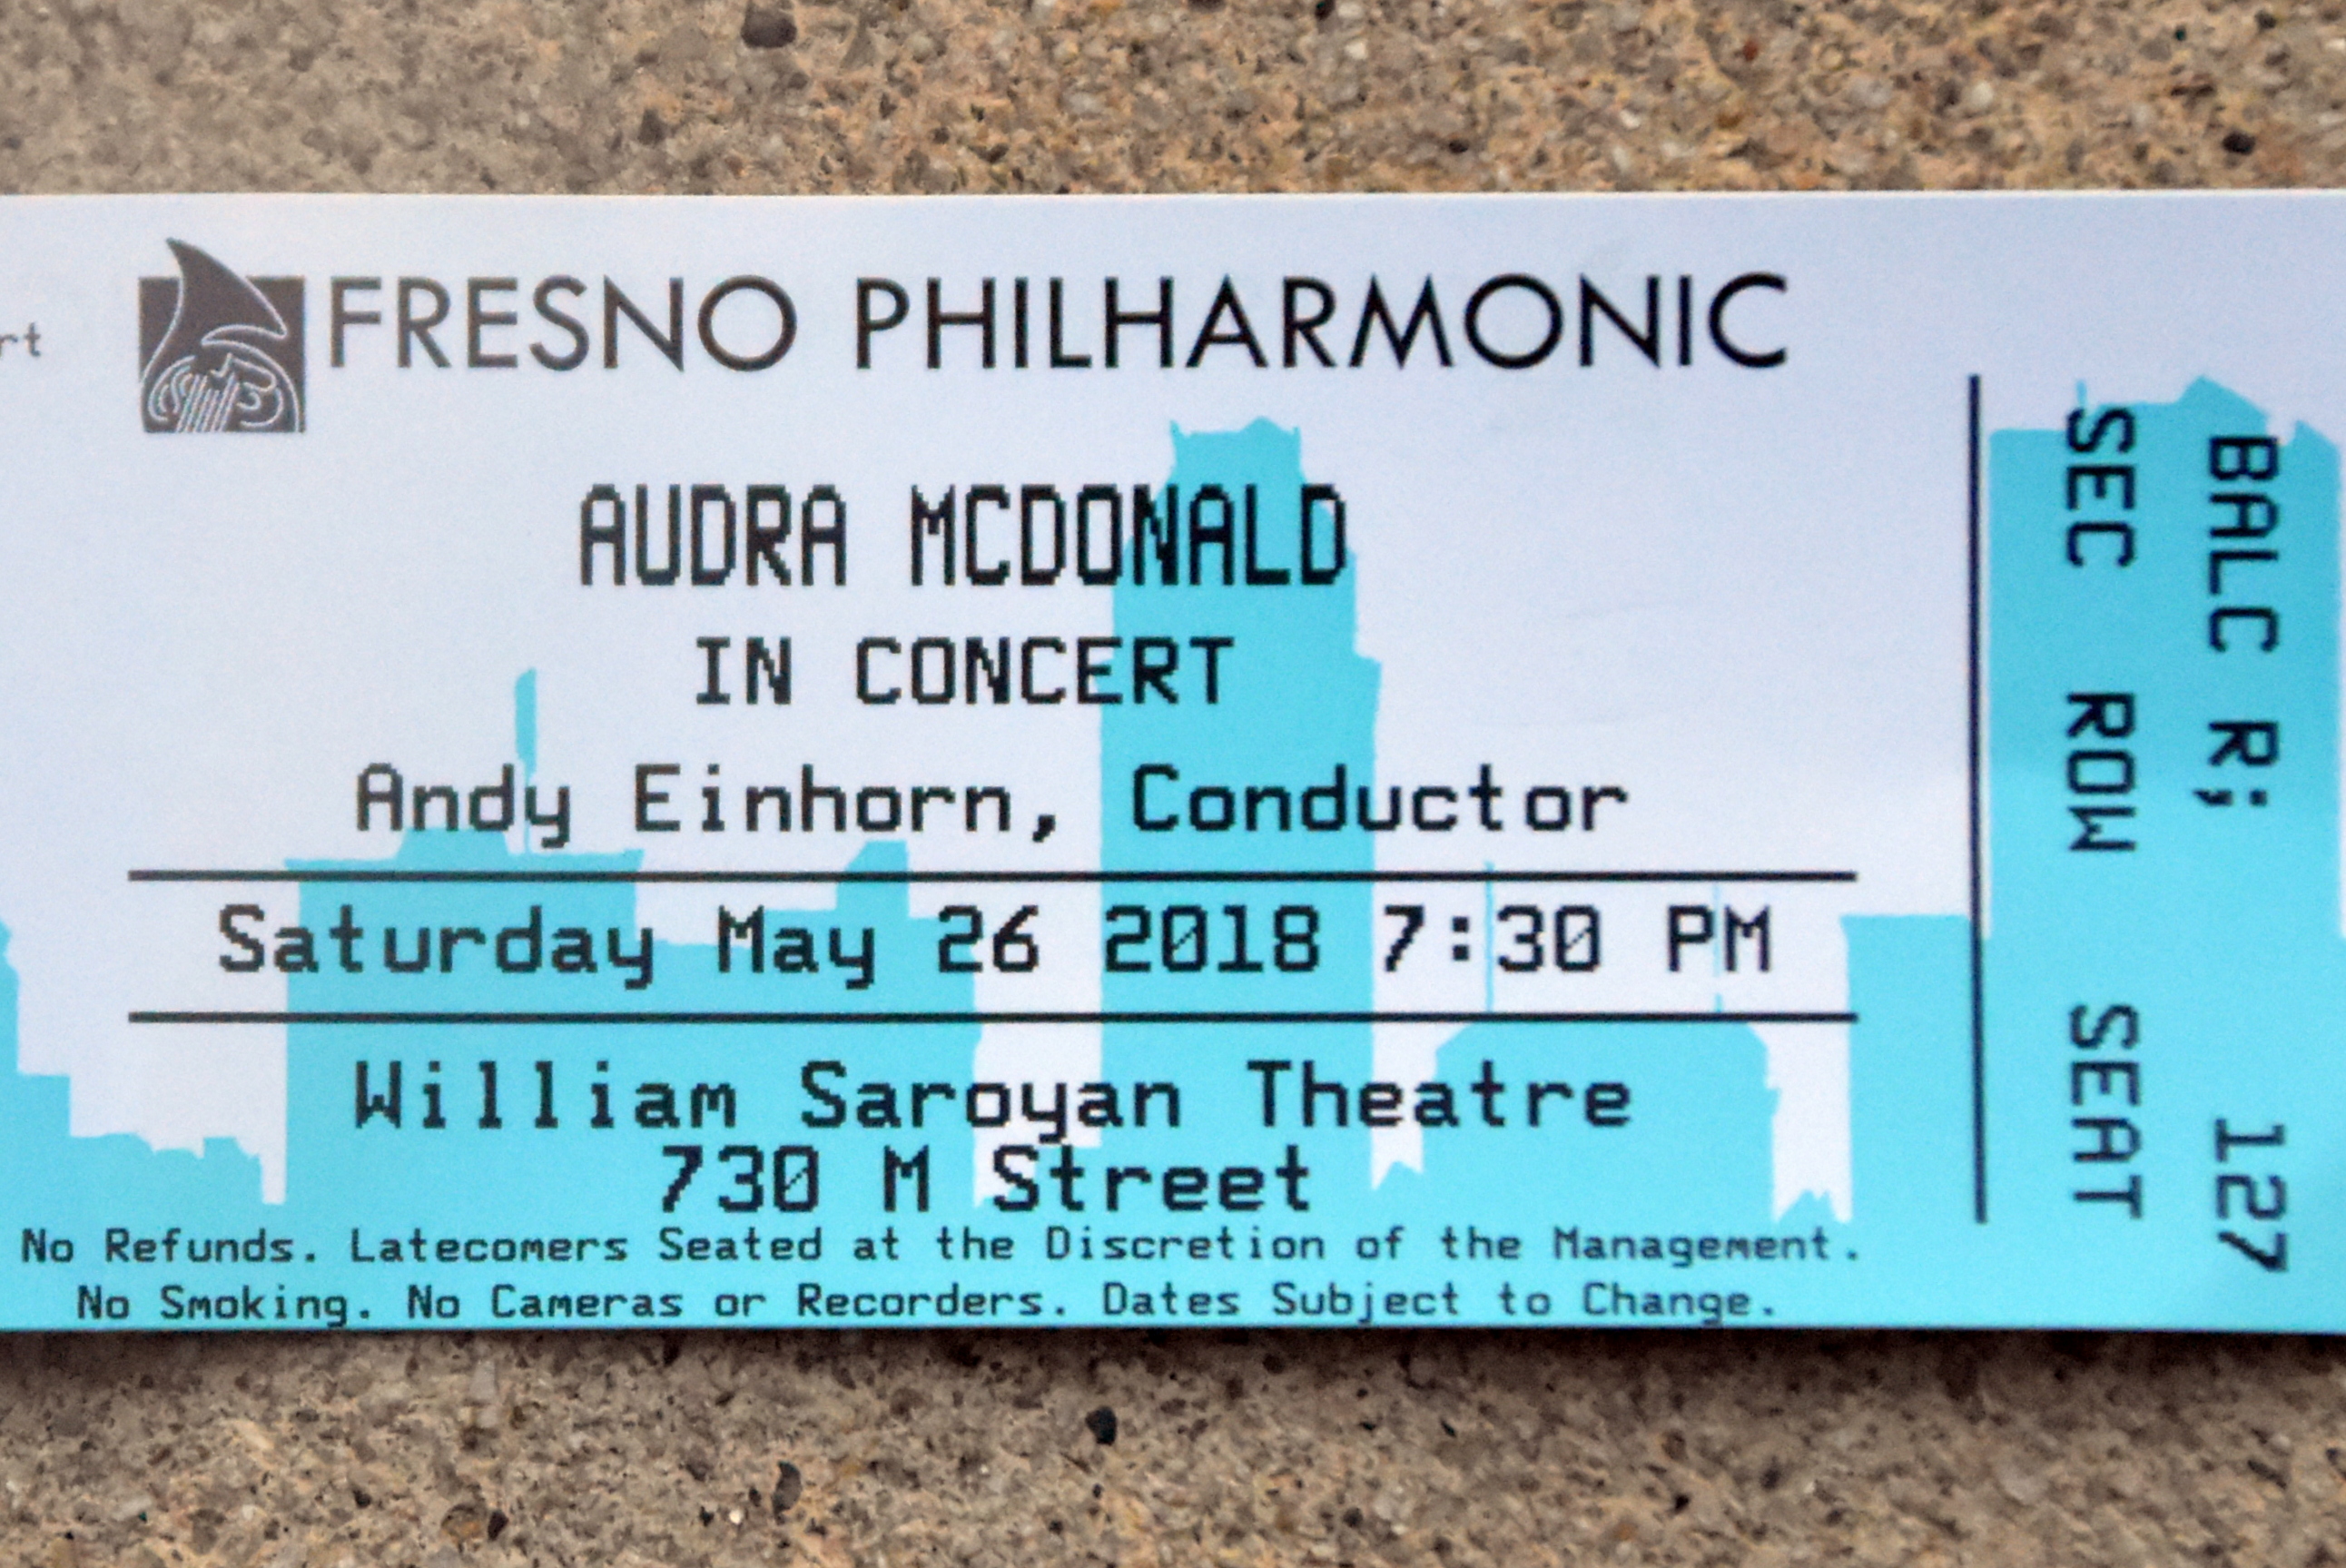 rt
FRESNO PHILHARMONIC
AUDRA MCDONALD
IN CONCERT
Andy Einhorn, Conductor
Saturday May 26 2018 7:30 PM
William Saroyan Theatre
730 M Street
No Refunds. Latecomers Seated at the Discretion of the Management.
No Smoking. No Cameras or Recorders. Dates Subject to Change.
BALC R; 127
SEC ROW SEAT